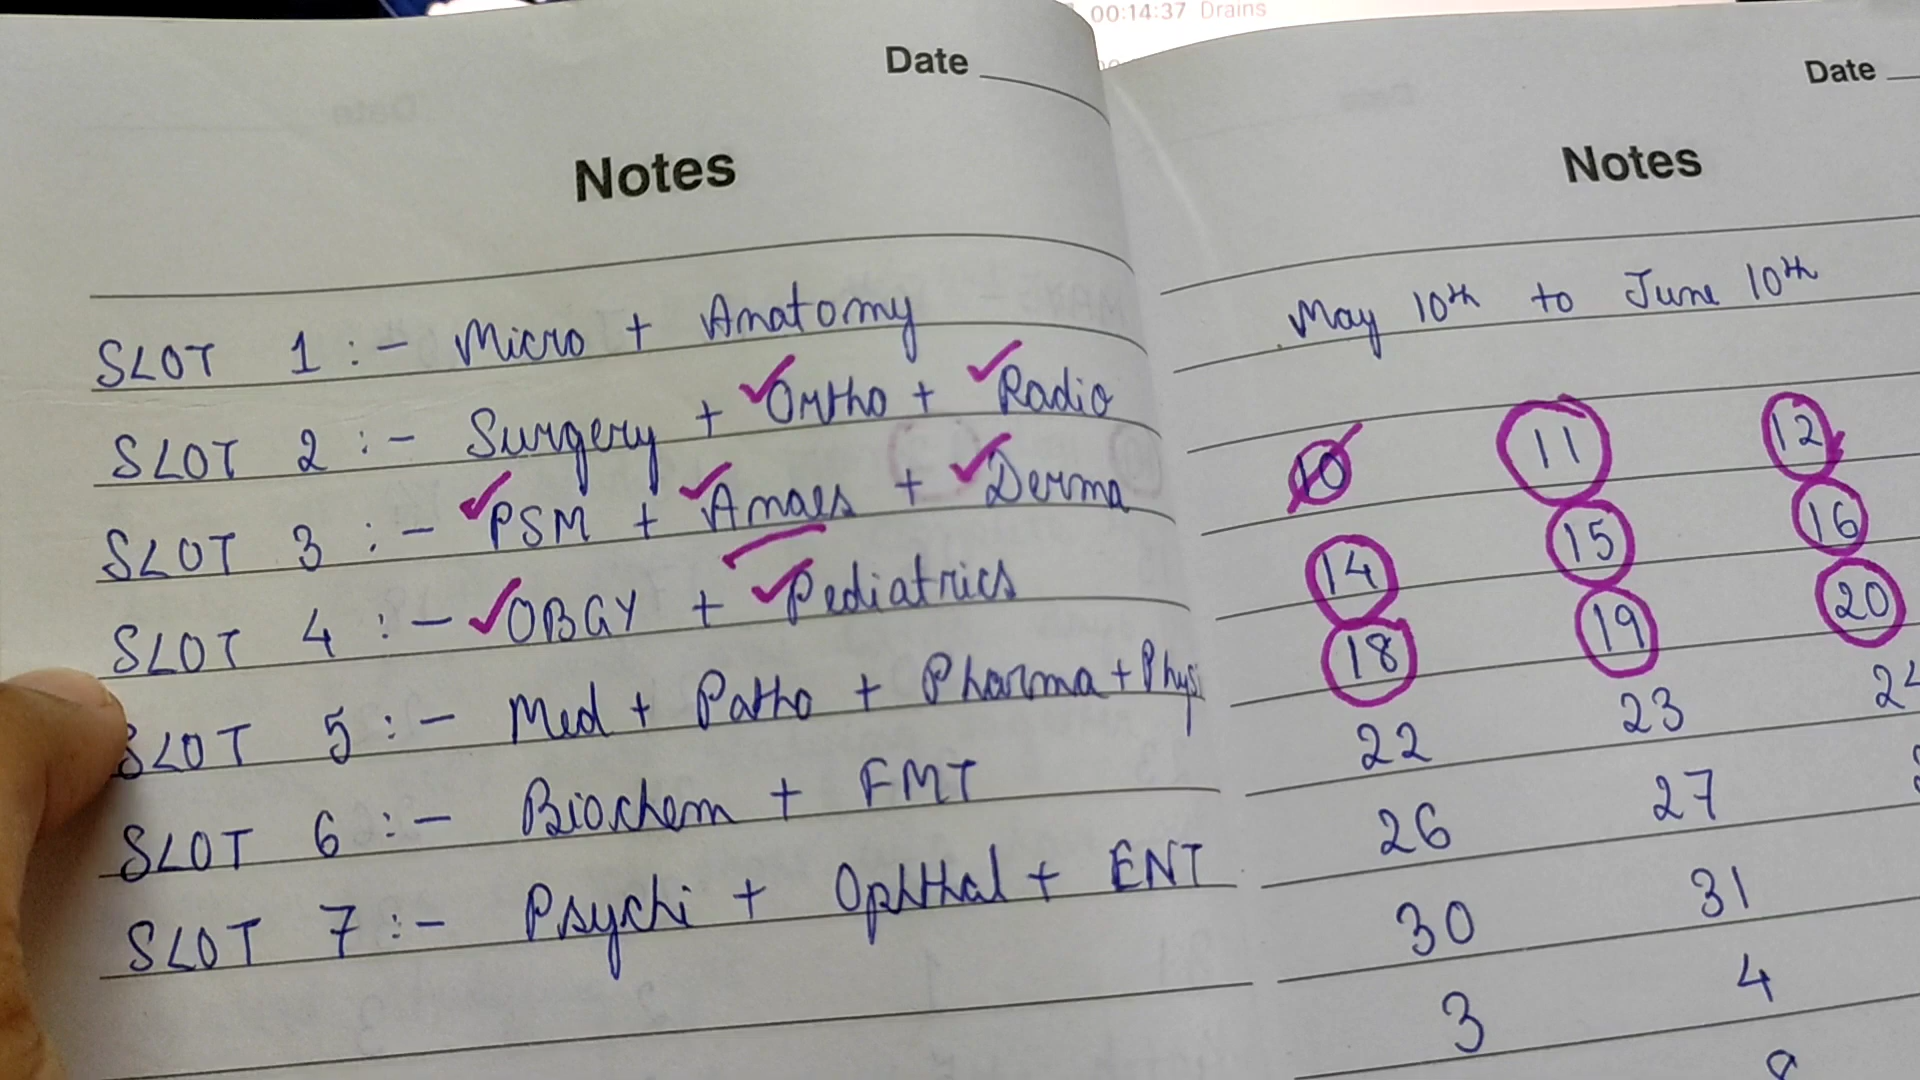 00:14:37 Drains
Date
Notes
SLOT 1 :- Micro + Anatomy
SLOT 2 :- Surgery + Ortho + Radio
SLOT 3 :- PSM + Anaes + Derma
SLOT 4 :- OBGY + Pediatrics
SLOT 5 :- Med + Patho + Pharma + Phys
SLOT 6 :- Biochem + FMT
SLOT 7 :- Psychi + Ophthal + ENT
Date
Notes
May 10th to June 10th
10 11 12
14 15 16
18 19 20
22 23 24
26 27
30 31
3 4